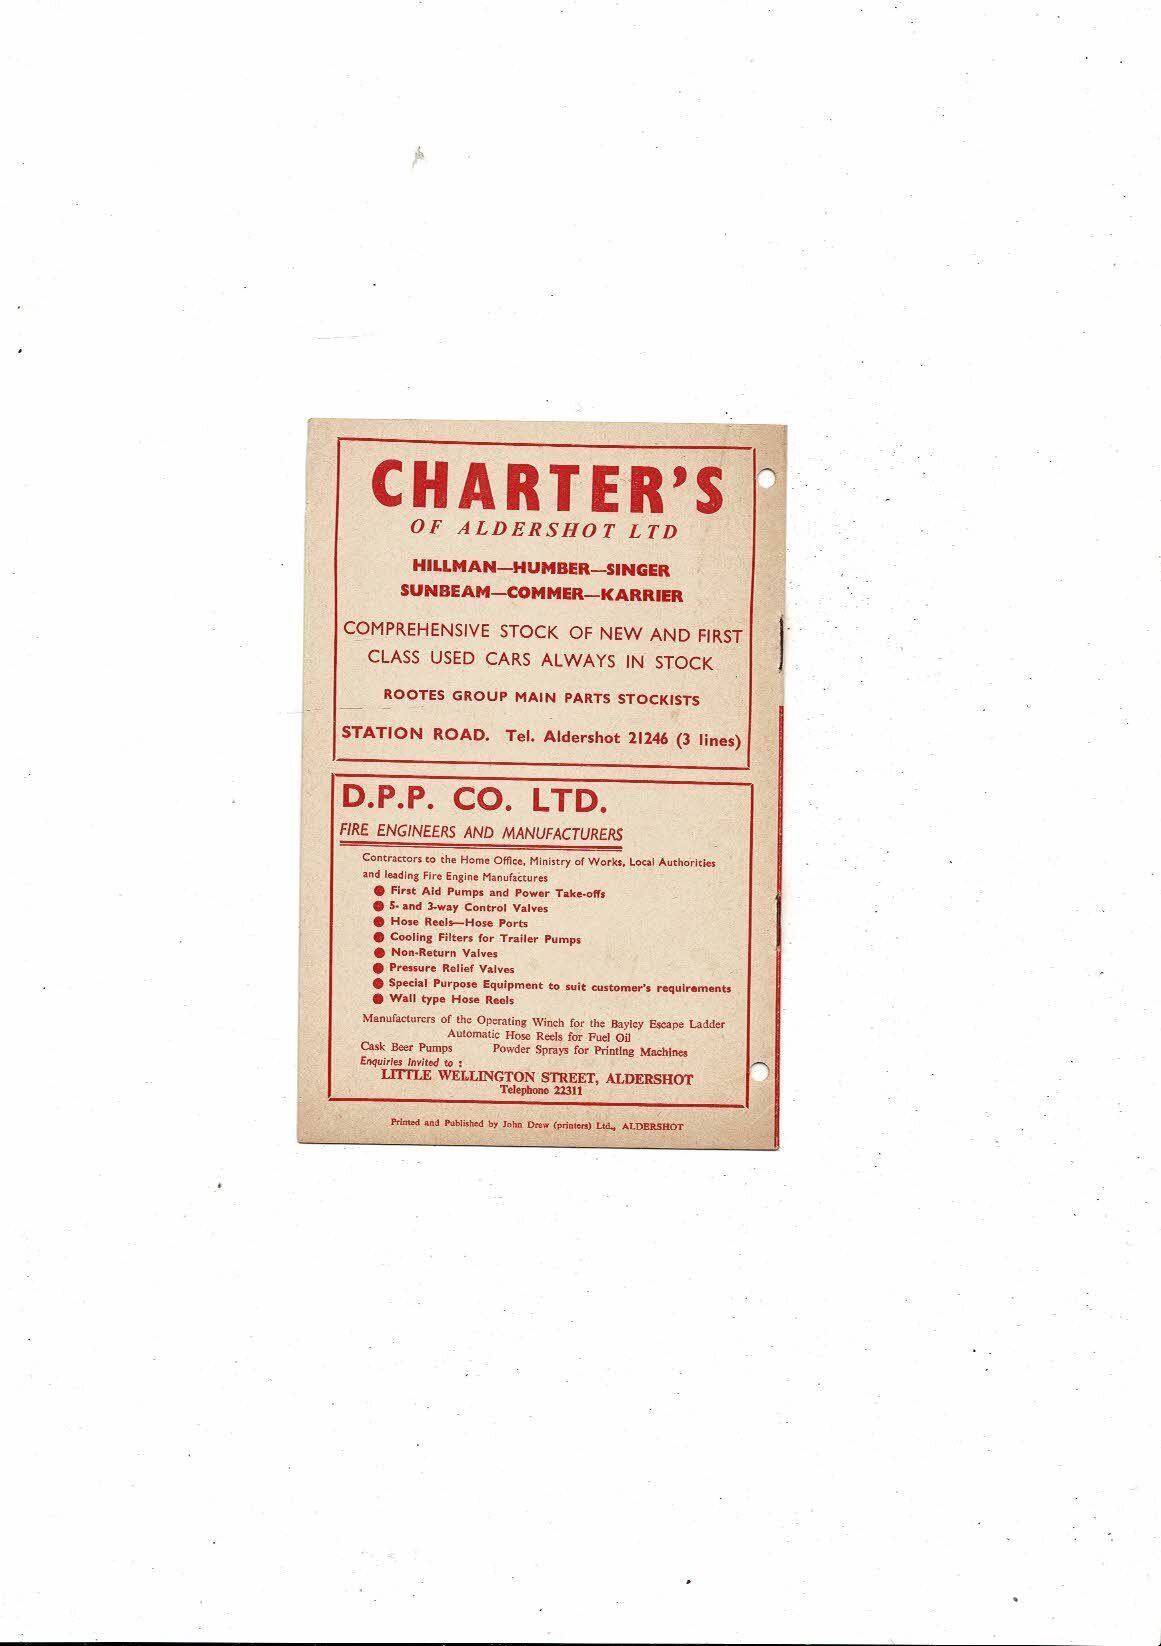 CHARTER'S
OF ALDERSHOT LTD
HILLMAN—HUMBER—SINGER
SUNBEAM—COMMER—KARRIER
COMPREHENSIVE STOCK OF NEW AND FIRST
CLASS USED CARS ALWAYS IN STOCK
ROOTES GROUP MAIN PARTS STOCKISTS
STATION ROAD. Tel. Aldershot 21246 (3 lines)
D.P.P. CO. LTD.
FIRE ENGINEERS AND MANUFACTURERS
Contractors to the Home Office, Ministry of Works, Local Authorities
and leading Fire Engine Manufactures
● First Aid Pumps and Power Take-offs
● 5- and 3-way Control Valves
● Hose Reels—Hose Ports
● Cooling Filters for Trailer Pumps
● Non-Return Valves
● Pressure Relief Valves
● Special Purpose Equipment to suit customer's requirements
● Wall type Hose Reels
Manufacturers of the Operating Winch for the Bayley Escape Ladder
Automatic Hose Reels for Fuel Oil
Cask Beer Pumps Powder Sprays for Printing Machines
Enquiries Invited to :
LITTLE WELLINGTON STREET, ALDERSHOT
Telephone 22311
Printed and Published by John Drew (printers) Ltd., ALDERSHOT